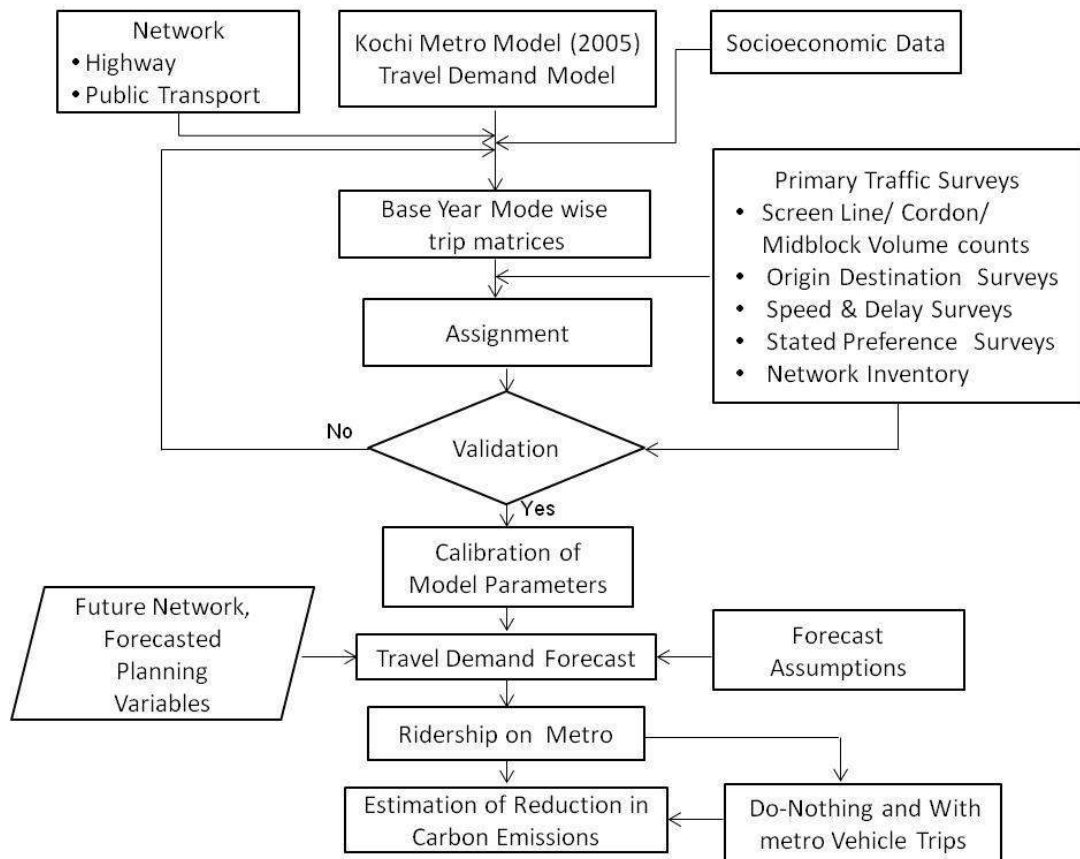 Network
• Highway
• Public Transport
Kochi Metro Model (2005)
Travel Demand Model
Socioeconomic Data
Primary Traffic Surveys
• Screen Line/ Cordon/
Midblock Volume counts
• Origin Destination Surveys
• Speed & Delay Surveys
• Stated Preference Surveys
• Network Inventory
Base Year Mode wise
trip matrices
Assignment
No
Validation
Yes
Calibration of
Model Parameters
Future Network,
Forecasted
Planning
Variables
Travel Demand Forecast
Forecast
Assumptions
Ridership on Metro
Estimation of Reduction in
Carbon Emissions
Do-Nothing and With
metro Vehicle Trips